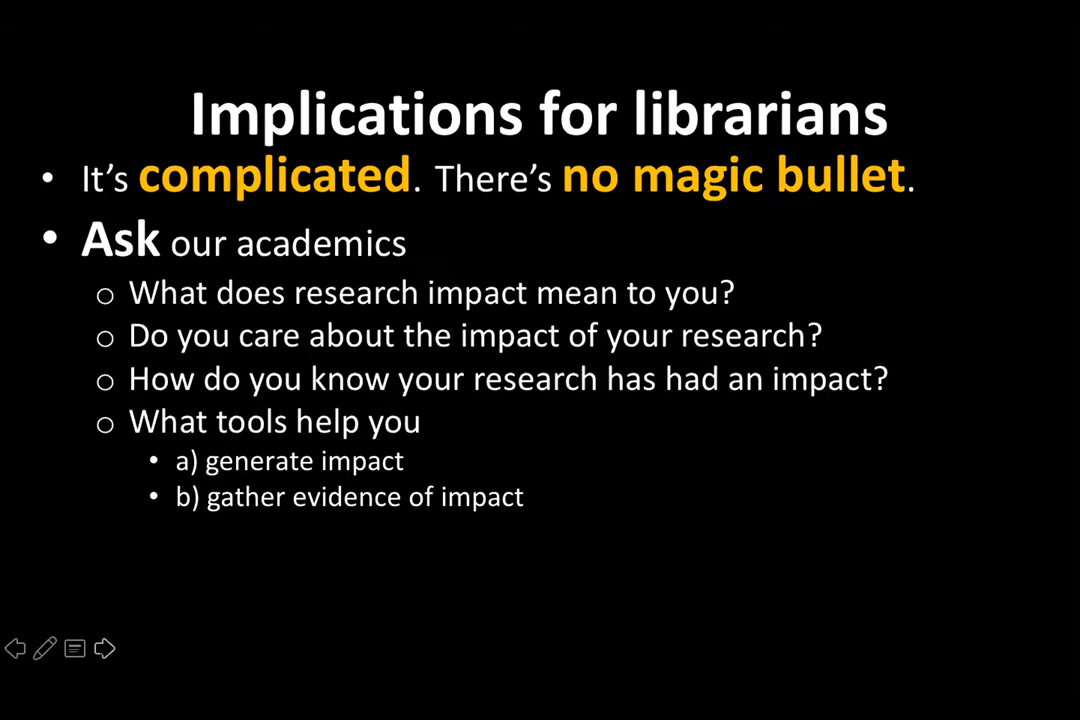 Implications for librarians
• It’s complicated. There’s no magic bullet.
• Ask our academics
o What does research impact mean to you?
o Do you care about the impact of your research?
o How do you know your research has had an impact?
o What tools help you
• a) generate impact
• b) gather evidence of impact